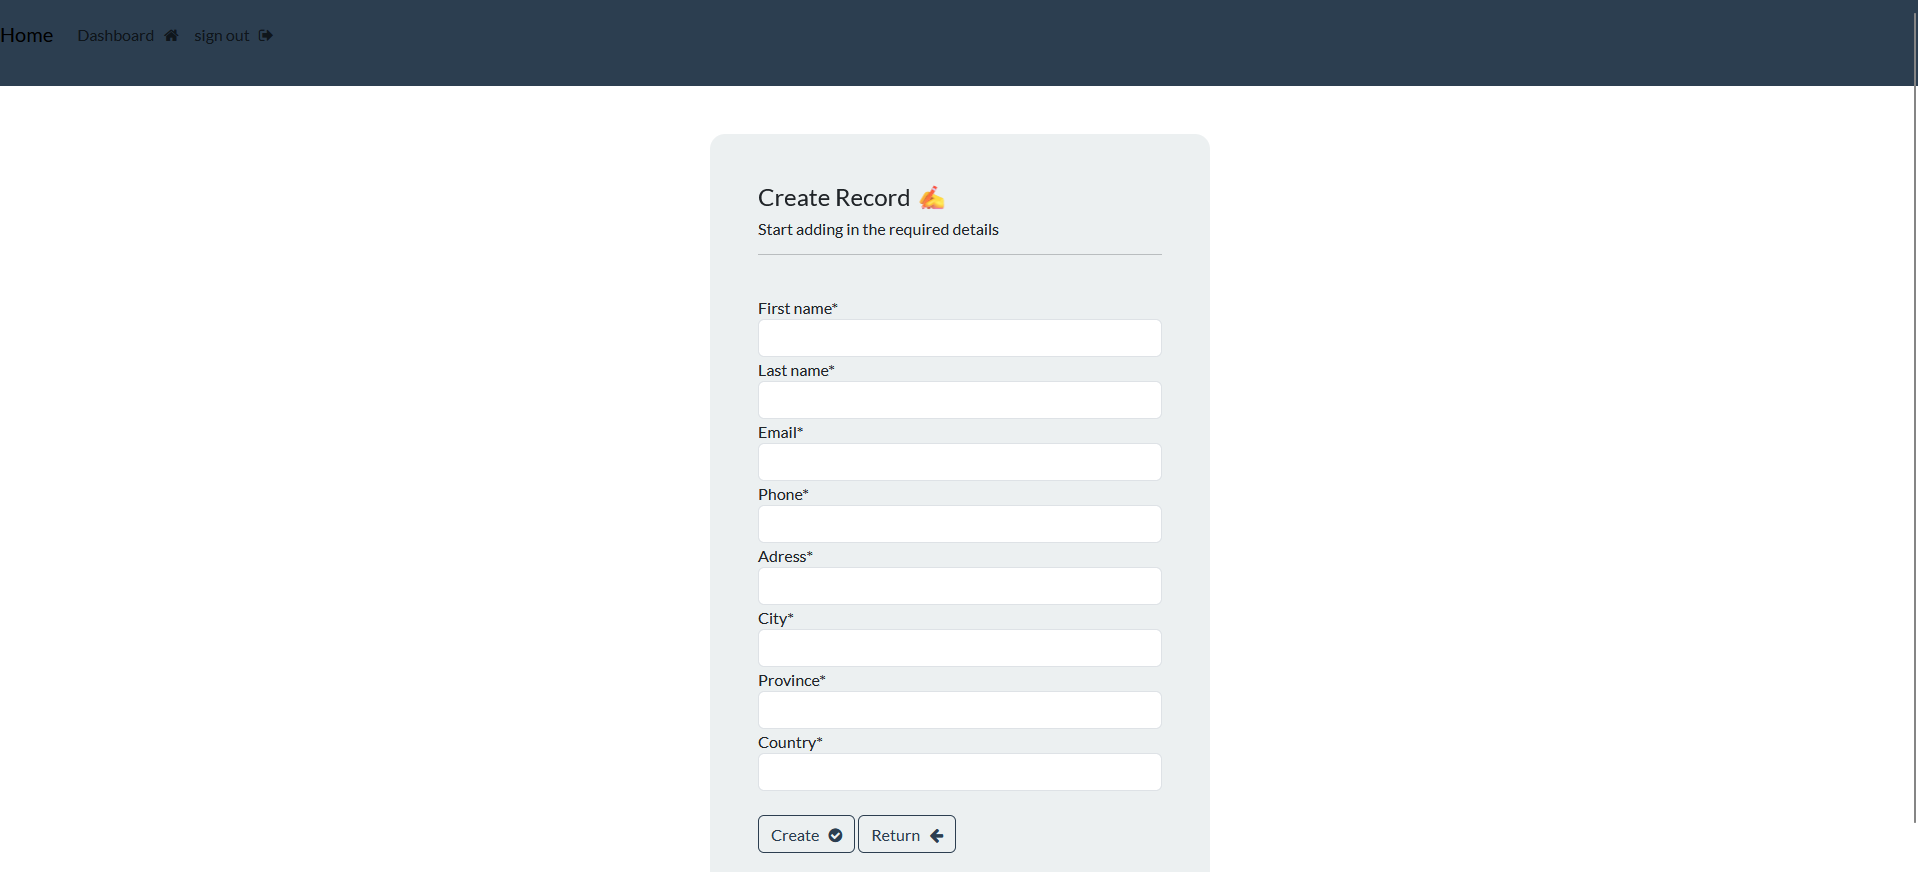 Home Dashboard sign out
Create Record ✍
Start adding in the required details
First name*
Last name*
Email*
Phone*
Adress*
City*
Province*
Country*
Create Return